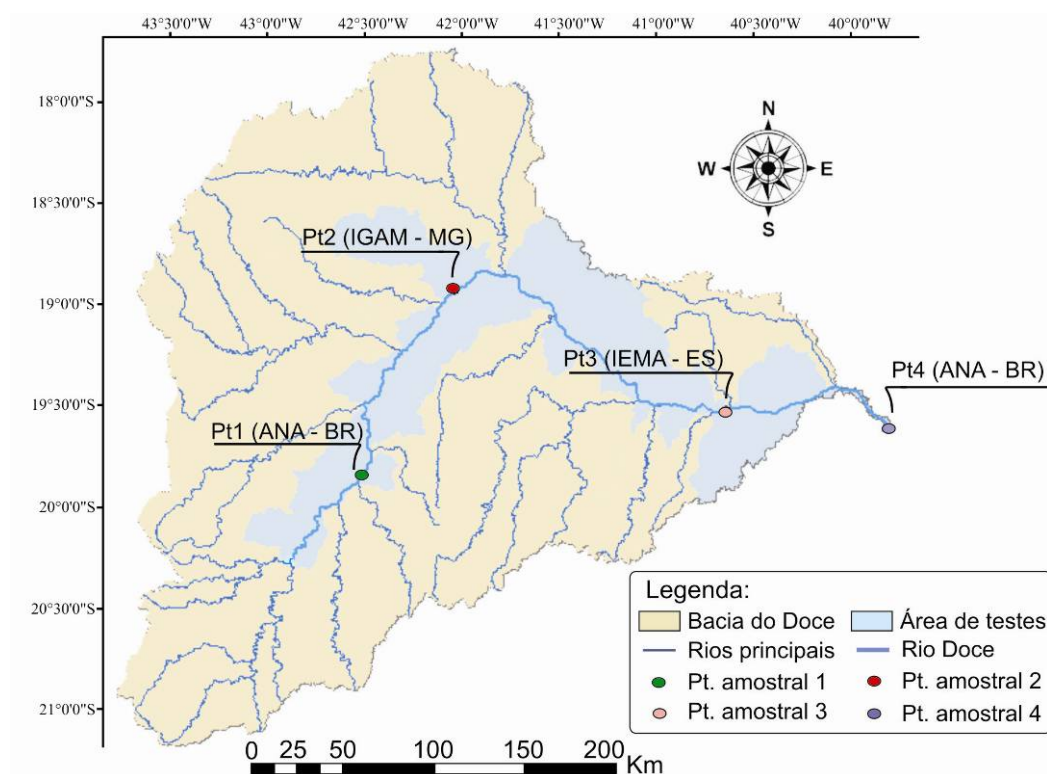 43°30'0"W 43°0'0"W 42°30'0"W 42°0'0"W 41°30'0"W 41°0'0"W 40°30'0"W 40°0'0"W
18°0'0"S
18°30'0"S
19°0'0"S
19°30'0"S
20°0'0"S
20°30'0"S
21°0'0"S
N
W E
S
Pt2 (IGAM - MG)
Pt3 (IEMA - ES)
Pt4 (ANA - BR)
Pt1 (ANA - BR)
Legenda:
Bacia do Doce Área de testes
Rios principais Rio Doce
Pt. amostral 1 Pt. amostral 2
Pt. amostral 3 Pt. amostral 4
0 25 50 100 150 200 Km